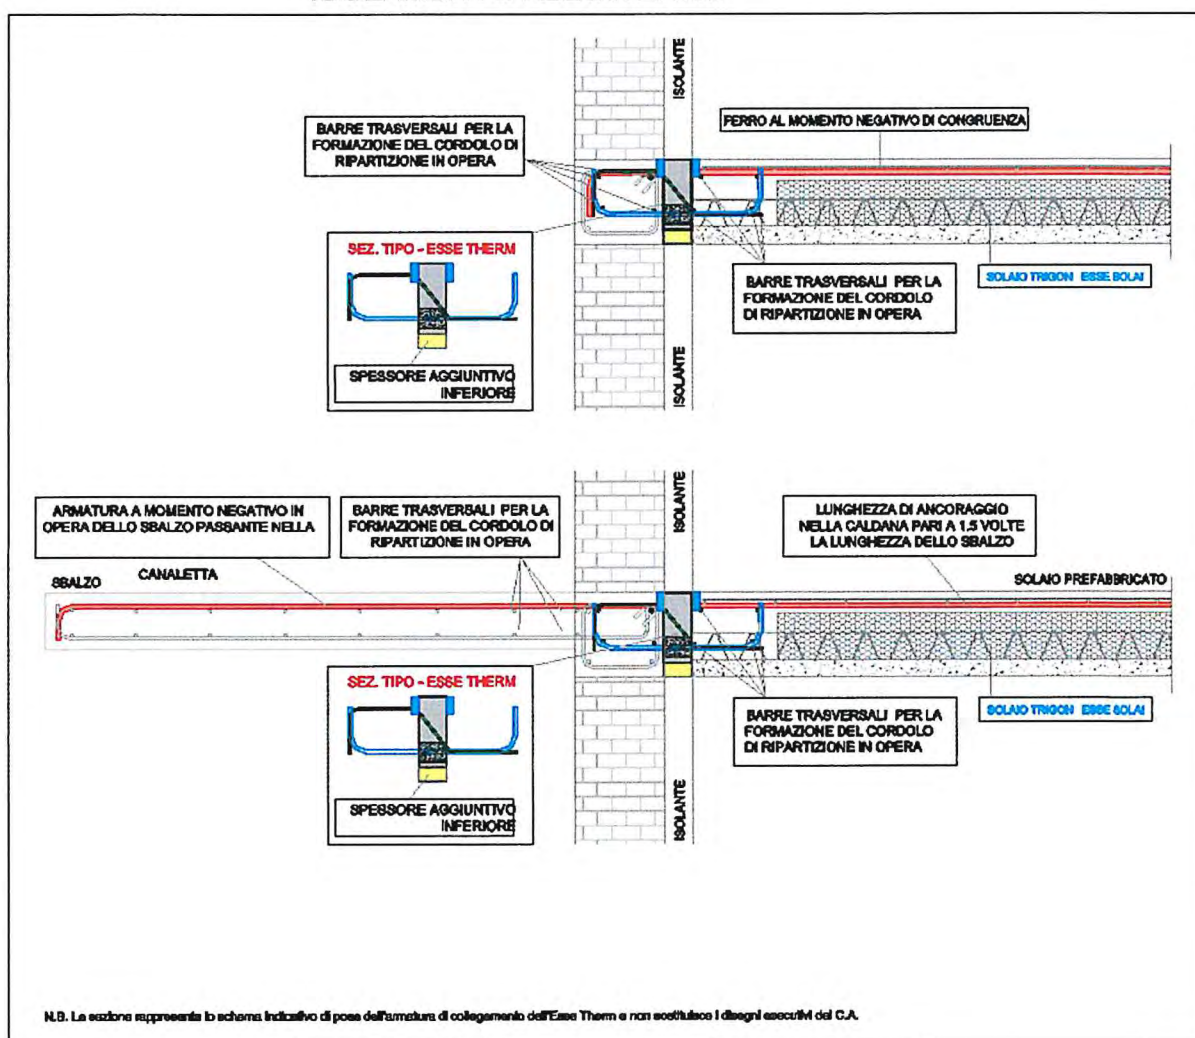 ISOLANTE
BARRE TRASVERSALI PER LA
FORMAZIONE DEL CORDOLO DI
RIPARTIZIONE IN OPERA
FERRO AL MOMENTO NEGATIVO DI CONGRUENZA
SEZ. TIPO - ESSE THERM
SPESSORE AGGIUNTIVO
INFERIORE
BARRE TRASVERSALI PER LA
FORMAZIONE DEL CORDOLO
DI RIPARTIZIONE IN OPERA
SOLAIO TRIGON ESSE SOLAI
ISOLANTE
ISOLANTE
ARMATURA A MOMENTO NEGATIVO IN
OPERA DELLO SBALZO PASSANTE NELLA
BARRE TRASVERSALI PER LA
FORMAZIONE DEL CORDOLO DI
RIPARTIZIONE IN OPERA
LUNGHEZZA DI ANCORAGGIO
NELLA CALDANA PARI A 1.5 VOLTE
LA LUNGHEZZA DELLO SBALZO
SBALZO
CANALETTA
SOLAIO PREFABBRICATO
SEZ. TIPO - ESSE THERM
SPESSORE AGGIUNTIVO
INFERIORE
BARRE TRASVERSALI PER LA
FORMAZIONE DEL CORDOLO
DI RIPARTIZIONE IN OPERA
SOLAIO TRIGON ESSE SOLAI
ISOLANTE
N.B. La sezione rappresenta lo schema indicativo di posa dell'armatura di collegamento dell'Esse Therm e non sostituisce i disegni esecutivi del C.A.